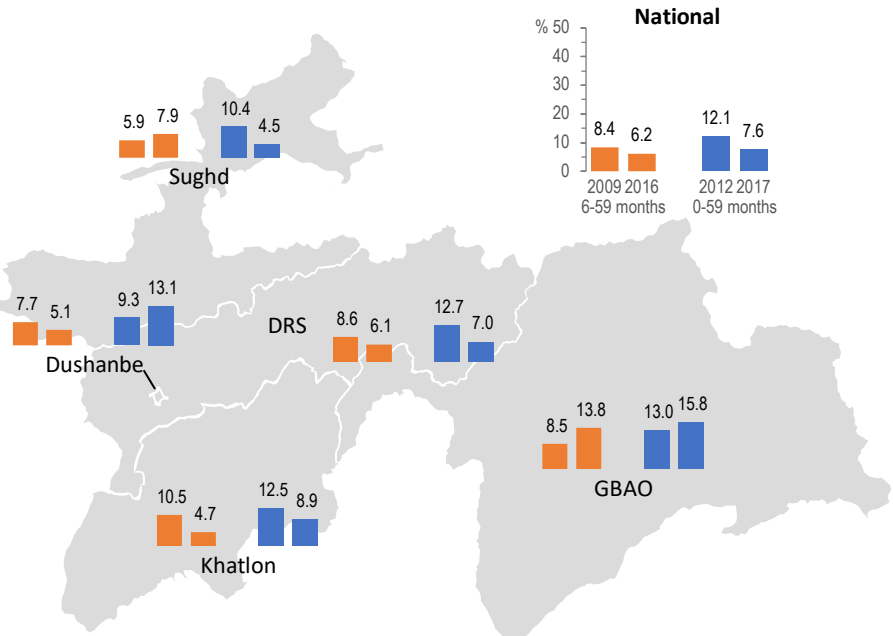 National
% 50
40
30
20
10
0
8.4 6.2 12.1 7.6
2009 2016 2012 2017
6-59 months 0-59 months
5.9 7.9 10.4 4.5
Sughd
7.7 5.1 9.3 13.1
Dushanbe
DRS
8.6 6.1 12.7 7.0
8.5 13.8 13.0 15.8
GBAO
10.5 4.7 12.5 8.9
Khatlon